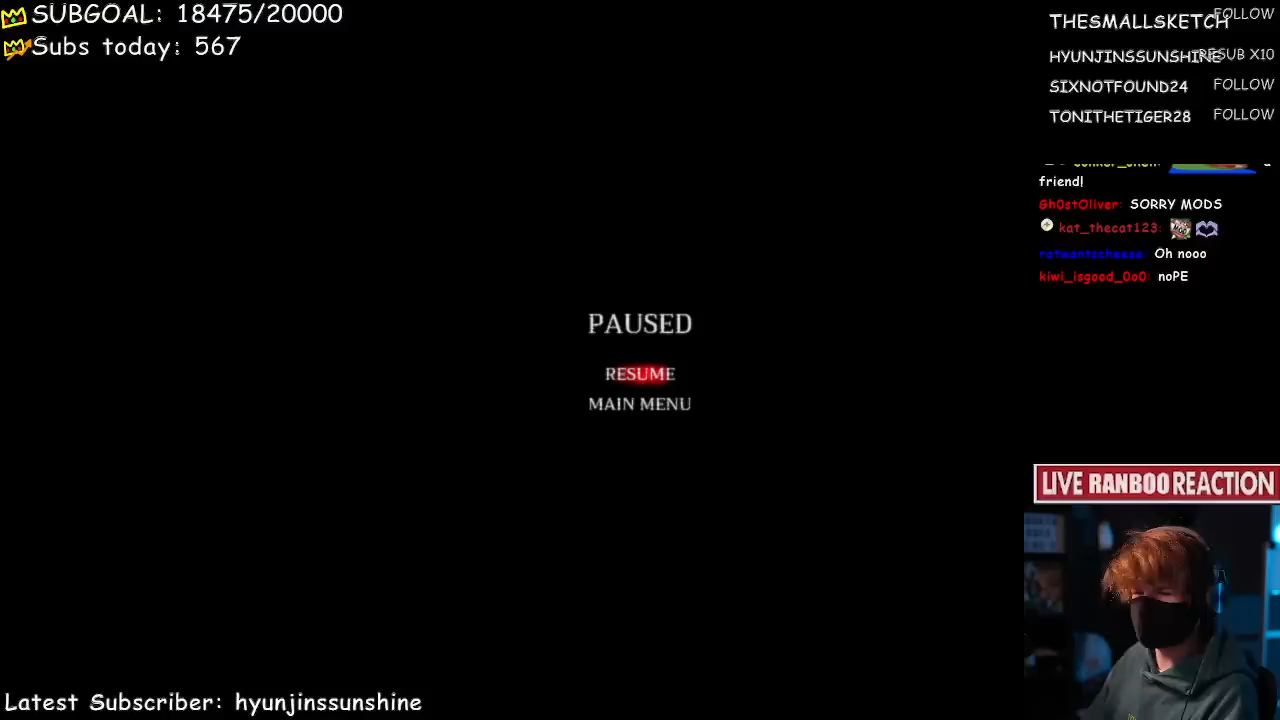 SUBGOAL: 18475/20000
Subs today: 567
THESMALLSKETCH FOLLOW
HYUNJINSSUNSHINE RESUB X10
SIXNOTFOUND24 FOLLOW
TONITHETIGER28 FOLLOW
friend!
Gh0stOliver: SORRY MODS
kat_thecat123:
ratwantscheese: Oh nooo
kiwi_isgood_0o0: noPE
PAUSED
RESUME
MAIN MENU
LIVE RANBOO REACTION
Latest Subscriber: hyunjinssunshine